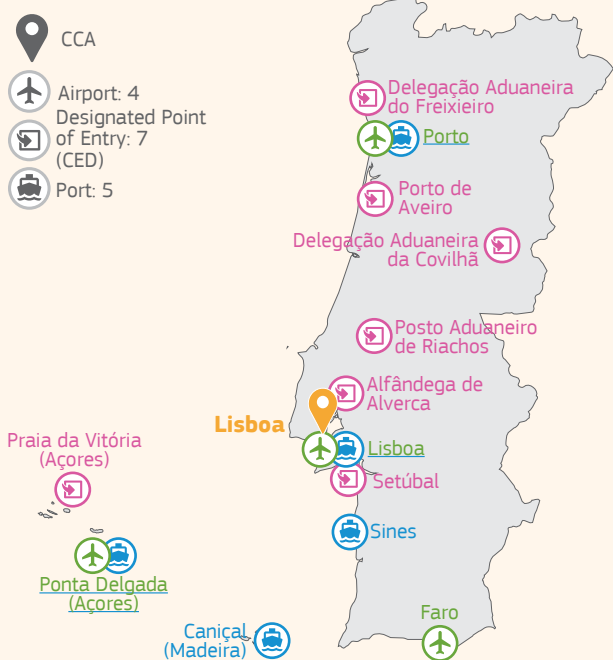 CCA
Airport: 4
Designated Point
of Entry: 7
(CED)
Port: 5
Delegação Aduaneira
do Freixieiro
Porto
Porto de
Aveiro
Delegação Aduaneira
da Covilhã
Posto Aduaneiro
de Riachos
Alfândega de
Alverca
Lisboa
Lisboa
Setúbal
Praia da Vitória
(Açores)
Sines
Ponta Delgada
(Açores)
Faro
Caniçal
(Madeira)